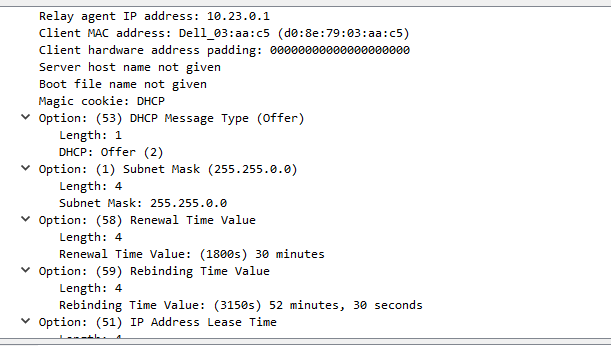 Relay agent IP address: 10.23.0.1
Client MAC address: Dell_03:aa:c5 (d0:8e:79:03:aa:c5)
Client hardware address padding: 00000000000000000000
Server host name not given
Boot file name not given
Magic cookie: DHCP
Option: (53) DHCP Message Type (Offer)
Length: 1
DHCP: Offer (2)
Option: (1) Subnet Mask (255.255.0.0)
Length: 4
Subnet Mask: 255.255.0.0
Option: (58) Renewal Time Value
Length: 4
Renewal Time Value: (1800s) 30 minutes
Option: (59) Rebinding Time Value
Length: 4
Rebinding Time Value: (3150s) 52 minutes, 30 seconds
Option: (51) IP Address Lease Time